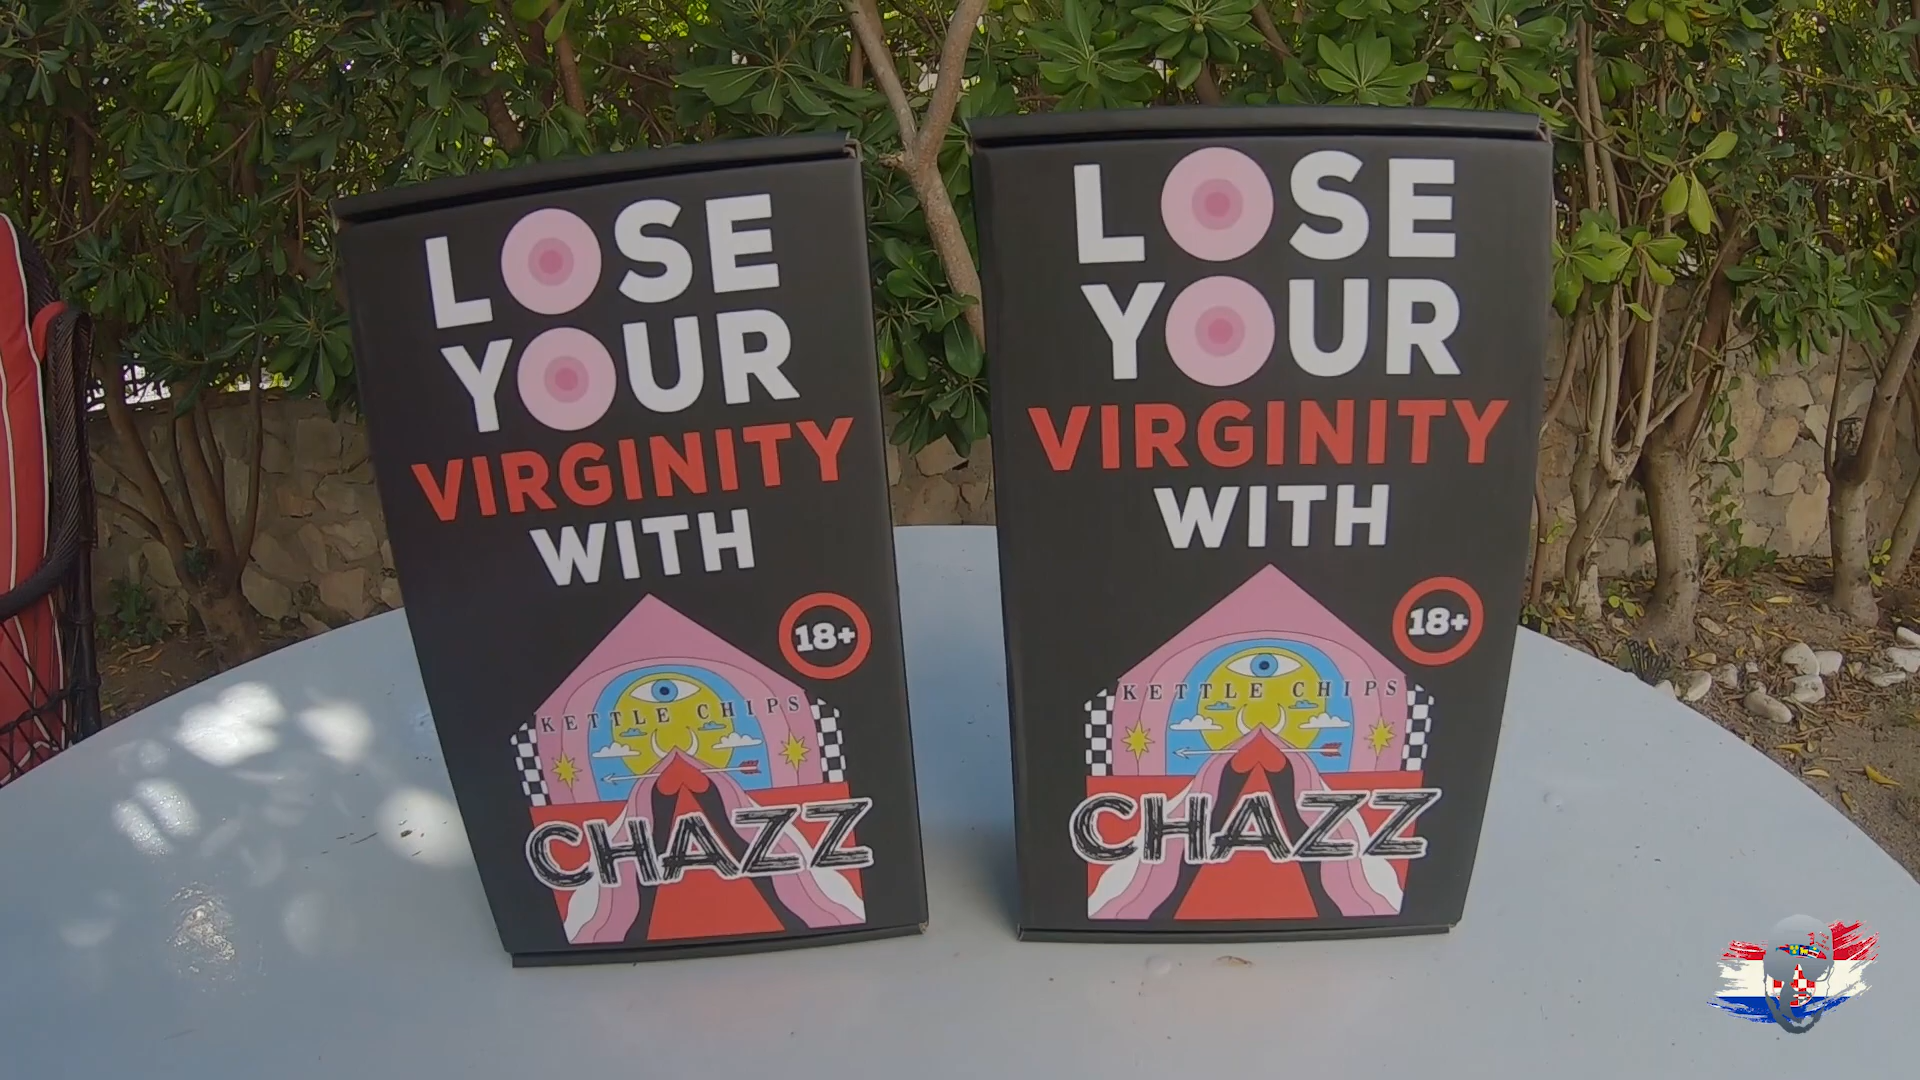 LOSE
YOUR
VIRGINITY
WITH
18+
KETTLE CHIPS
CHAZZ
LOSE
YOUR
VIRGINITY
WITH
18+
KETTLE CHIPS
CHAZZ